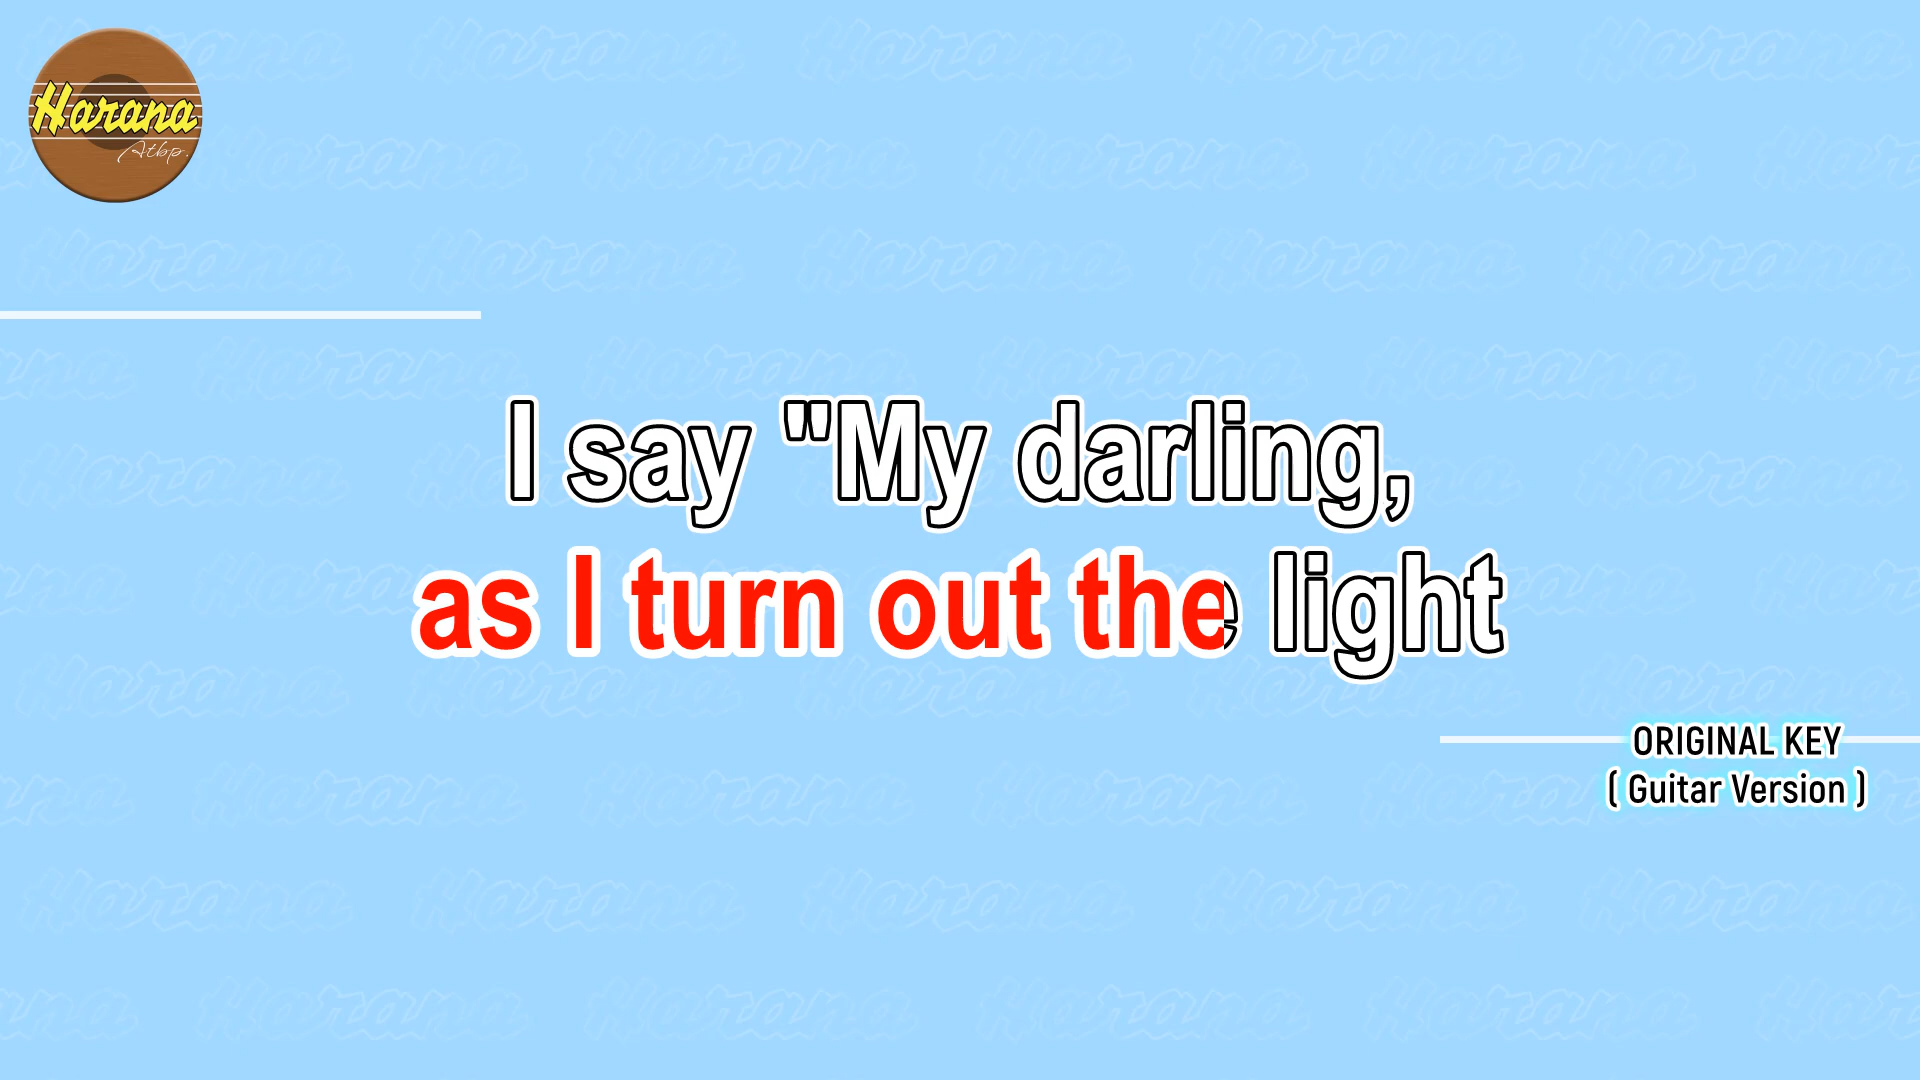 Harana
Atbp.
I say "My darling,
as I turn out the light
ORIGINAL KEY
( Guitar Version )